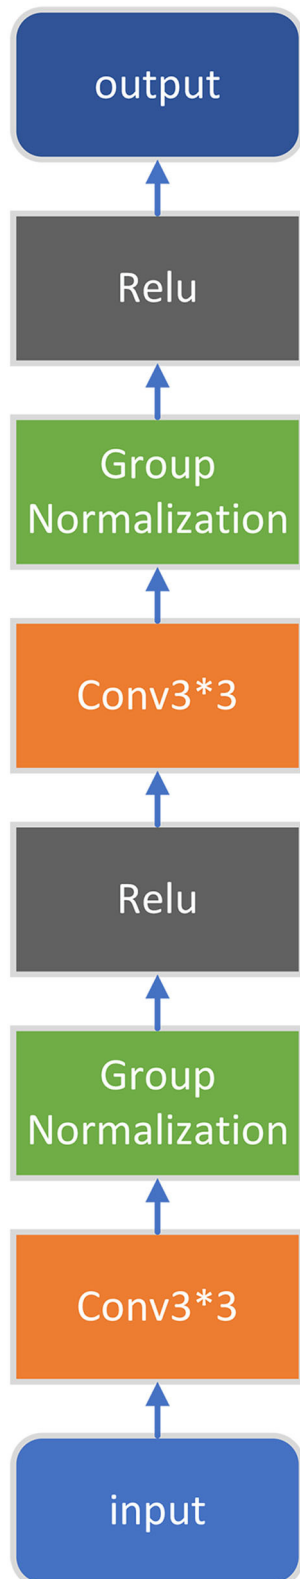 output
Relu
Group
Normalization
Conv3*3
Relu
Group
Normalization
Conv3*3
input